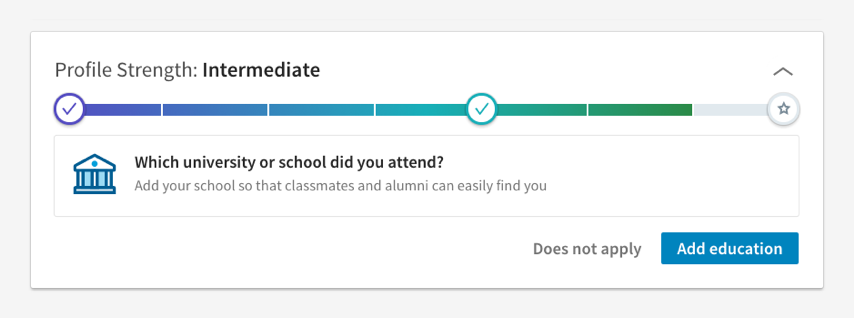 Profile Strength: Intermediate
Which university or school did you attend?
Add your school so that classmates and alumni can easily find you
Does not apply
Add education